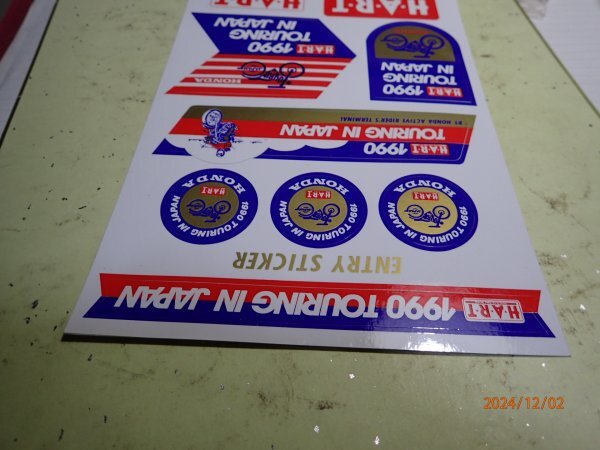 H·A·R·T 1990 TOURING IN JAPAN
ENTRY STICKER
1990 TOURING IN JAPAN
H·A·R·T
HONDA
1990 TOURING IN JAPAN
H·A·R·T
HONDA
1990 TOURING IN JAPAN
H·A·R·T
HONDA
H·A·R·T 1990
TOURING IN JAPAN
BY HONDA ACTIVE RIDER'S TERMINAL
H·A·R·T
1990
TOURING
IN JAPAN
HONDA
H·A·R·T 1990
TOURING
IN JAPAN
H·A·R·T
H·A·R·T
2024/12/02